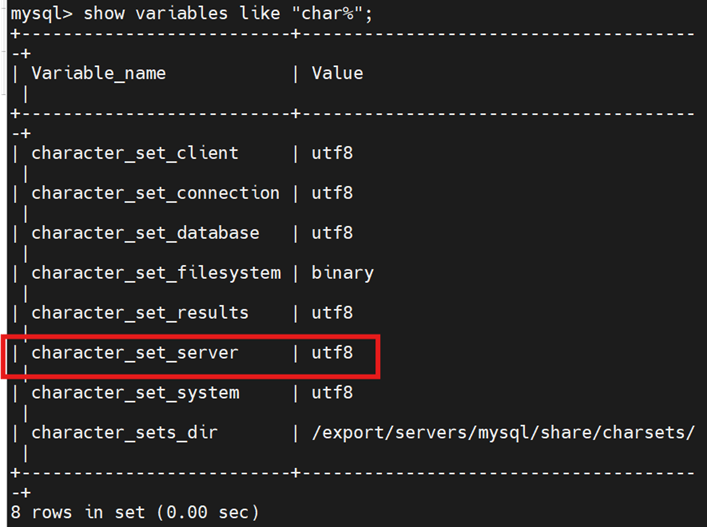 mysql> show variables like "char%";
+--------------------------+--------------------------------------
-+
| Variable_name            | Value
 |
+--------------------------+--------------------------------------
-+
| character_set_client     | utf8
 |
| character_set_connection | utf8
 |
| character_set_database   | utf8
 |
| character_set_filesystem | binary
 |
| character_set_results    | utf8
 |
| character_set_server     | utf8
 |
| character_set_system     | utf8
 |
| character_sets_dir       | /export/servers/mysql/share/charsets/
 |
+--------------------------+--------------------------------------
-+
8 rows in set (0.00 sec)